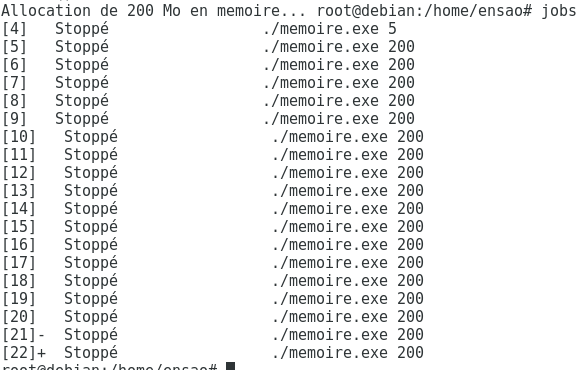 Allocation de 200 Mo en memoire... root@debian:/home/ensao# jobs
[4]   Stoppé                 ./memoire.exe 5
[5]   Stoppé                 ./memoire.exe 200
[6]   Stoppé                 ./memoire.exe 200
[7]   Stoppé                 ./memoire.exe 200
[8]   Stoppé                 ./memoire.exe 200
[9]   Stoppé                 ./memoire.exe 200
[10]   Stoppé                 ./memoire.exe 200
[11]   Stoppé                 ./memoire.exe 200
[12]   Stoppé                 ./memoire.exe 200
[13]   Stoppé                 ./memoire.exe 200
[14]   Stoppé                 ./memoire.exe 200
[15]   Stoppé                 ./memoire.exe 200
[16]   Stoppé                 ./memoire.exe 200
[17]   Stoppé                 ./memoire.exe 200
[18]   Stoppé                 ./memoire.exe 200
[19]   Stoppé                 ./memoire.exe 200
[20]   Stoppé                 ./memoire.exe 200
[21]-  Stoppé                 ./memoire.exe 200
[22]+  Stoppé                 ./memoire.exe 200
root@debian:/home/ensao#